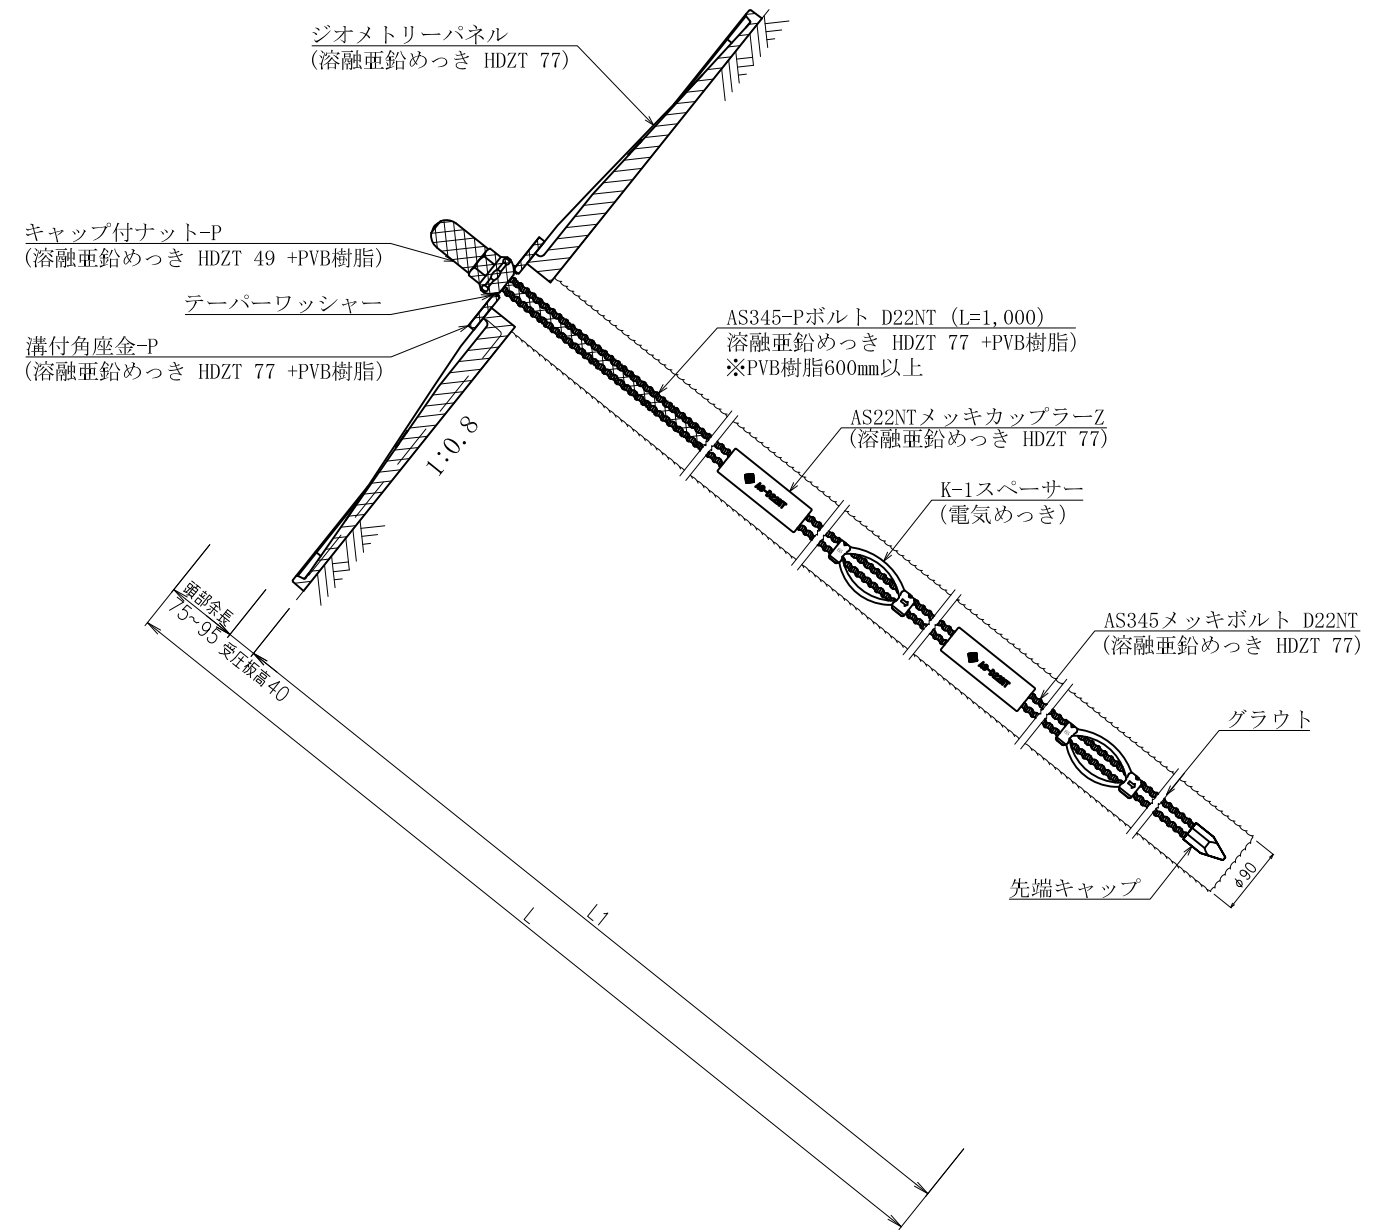 ジオメトリーパネル
(溶融亜鉛めっき HDZT 77)
キャップ付ナット-P
(溶融亜鉛めっき HDZT 49 +PVB樹脂)
テーパーワッシャー
溝付角座金-P
(溶融亜鉛めっき HDZT 77 +PVB樹脂)
AS345-Pボルト D22NT (L=1,000)
溶融亜鉛めっき HDZT 77 +PVB樹脂)
※PVB樹脂600mm以上
AS22NTメッキカップラーZ
(溶融亜鉛めっき HDZT 77)
K-1スペーサー
(電気めっき)
1:0.8
AS345メッキボルト D22NT
(溶融亜鉛めっき HDZT 77)
グラウト
先端キャップ
φ90
頭部余長
75~95
受圧板高40
L1
L
AS-D22NT
AS-D22NT